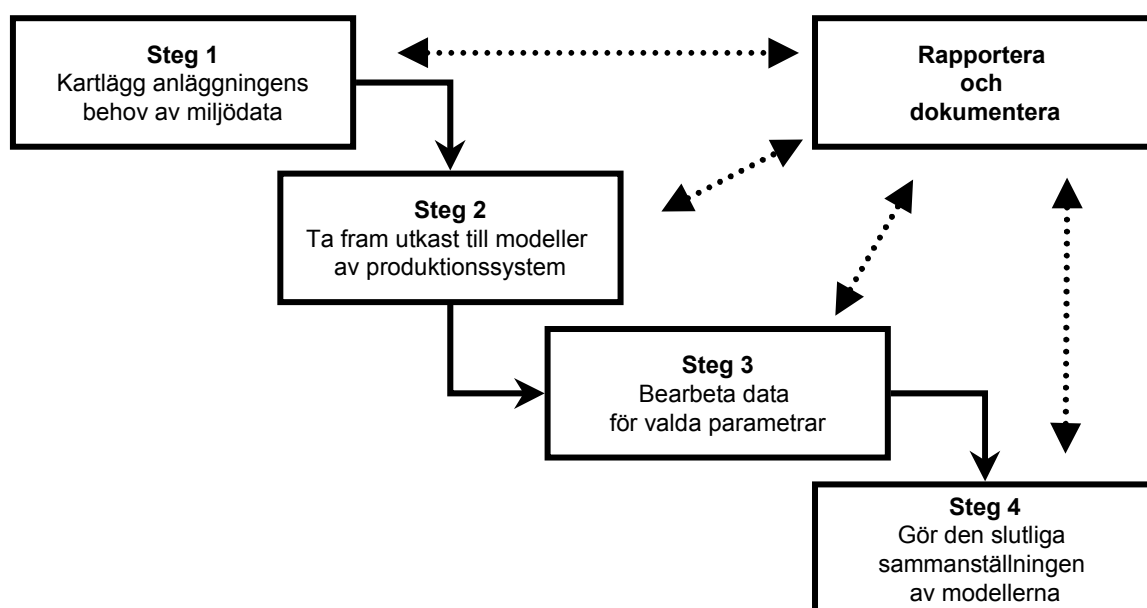 Steg 1
Kartlägg anläggningens
behov av miljödata
Rapportera
och
dokumentera
Steg 2
Ta fram utkast till modeller
av produktionssystem
Steg 3
Bearbeta data
för valda parametrar
Steg 4
Gör den slutliga
sammanställningen
av modellerna